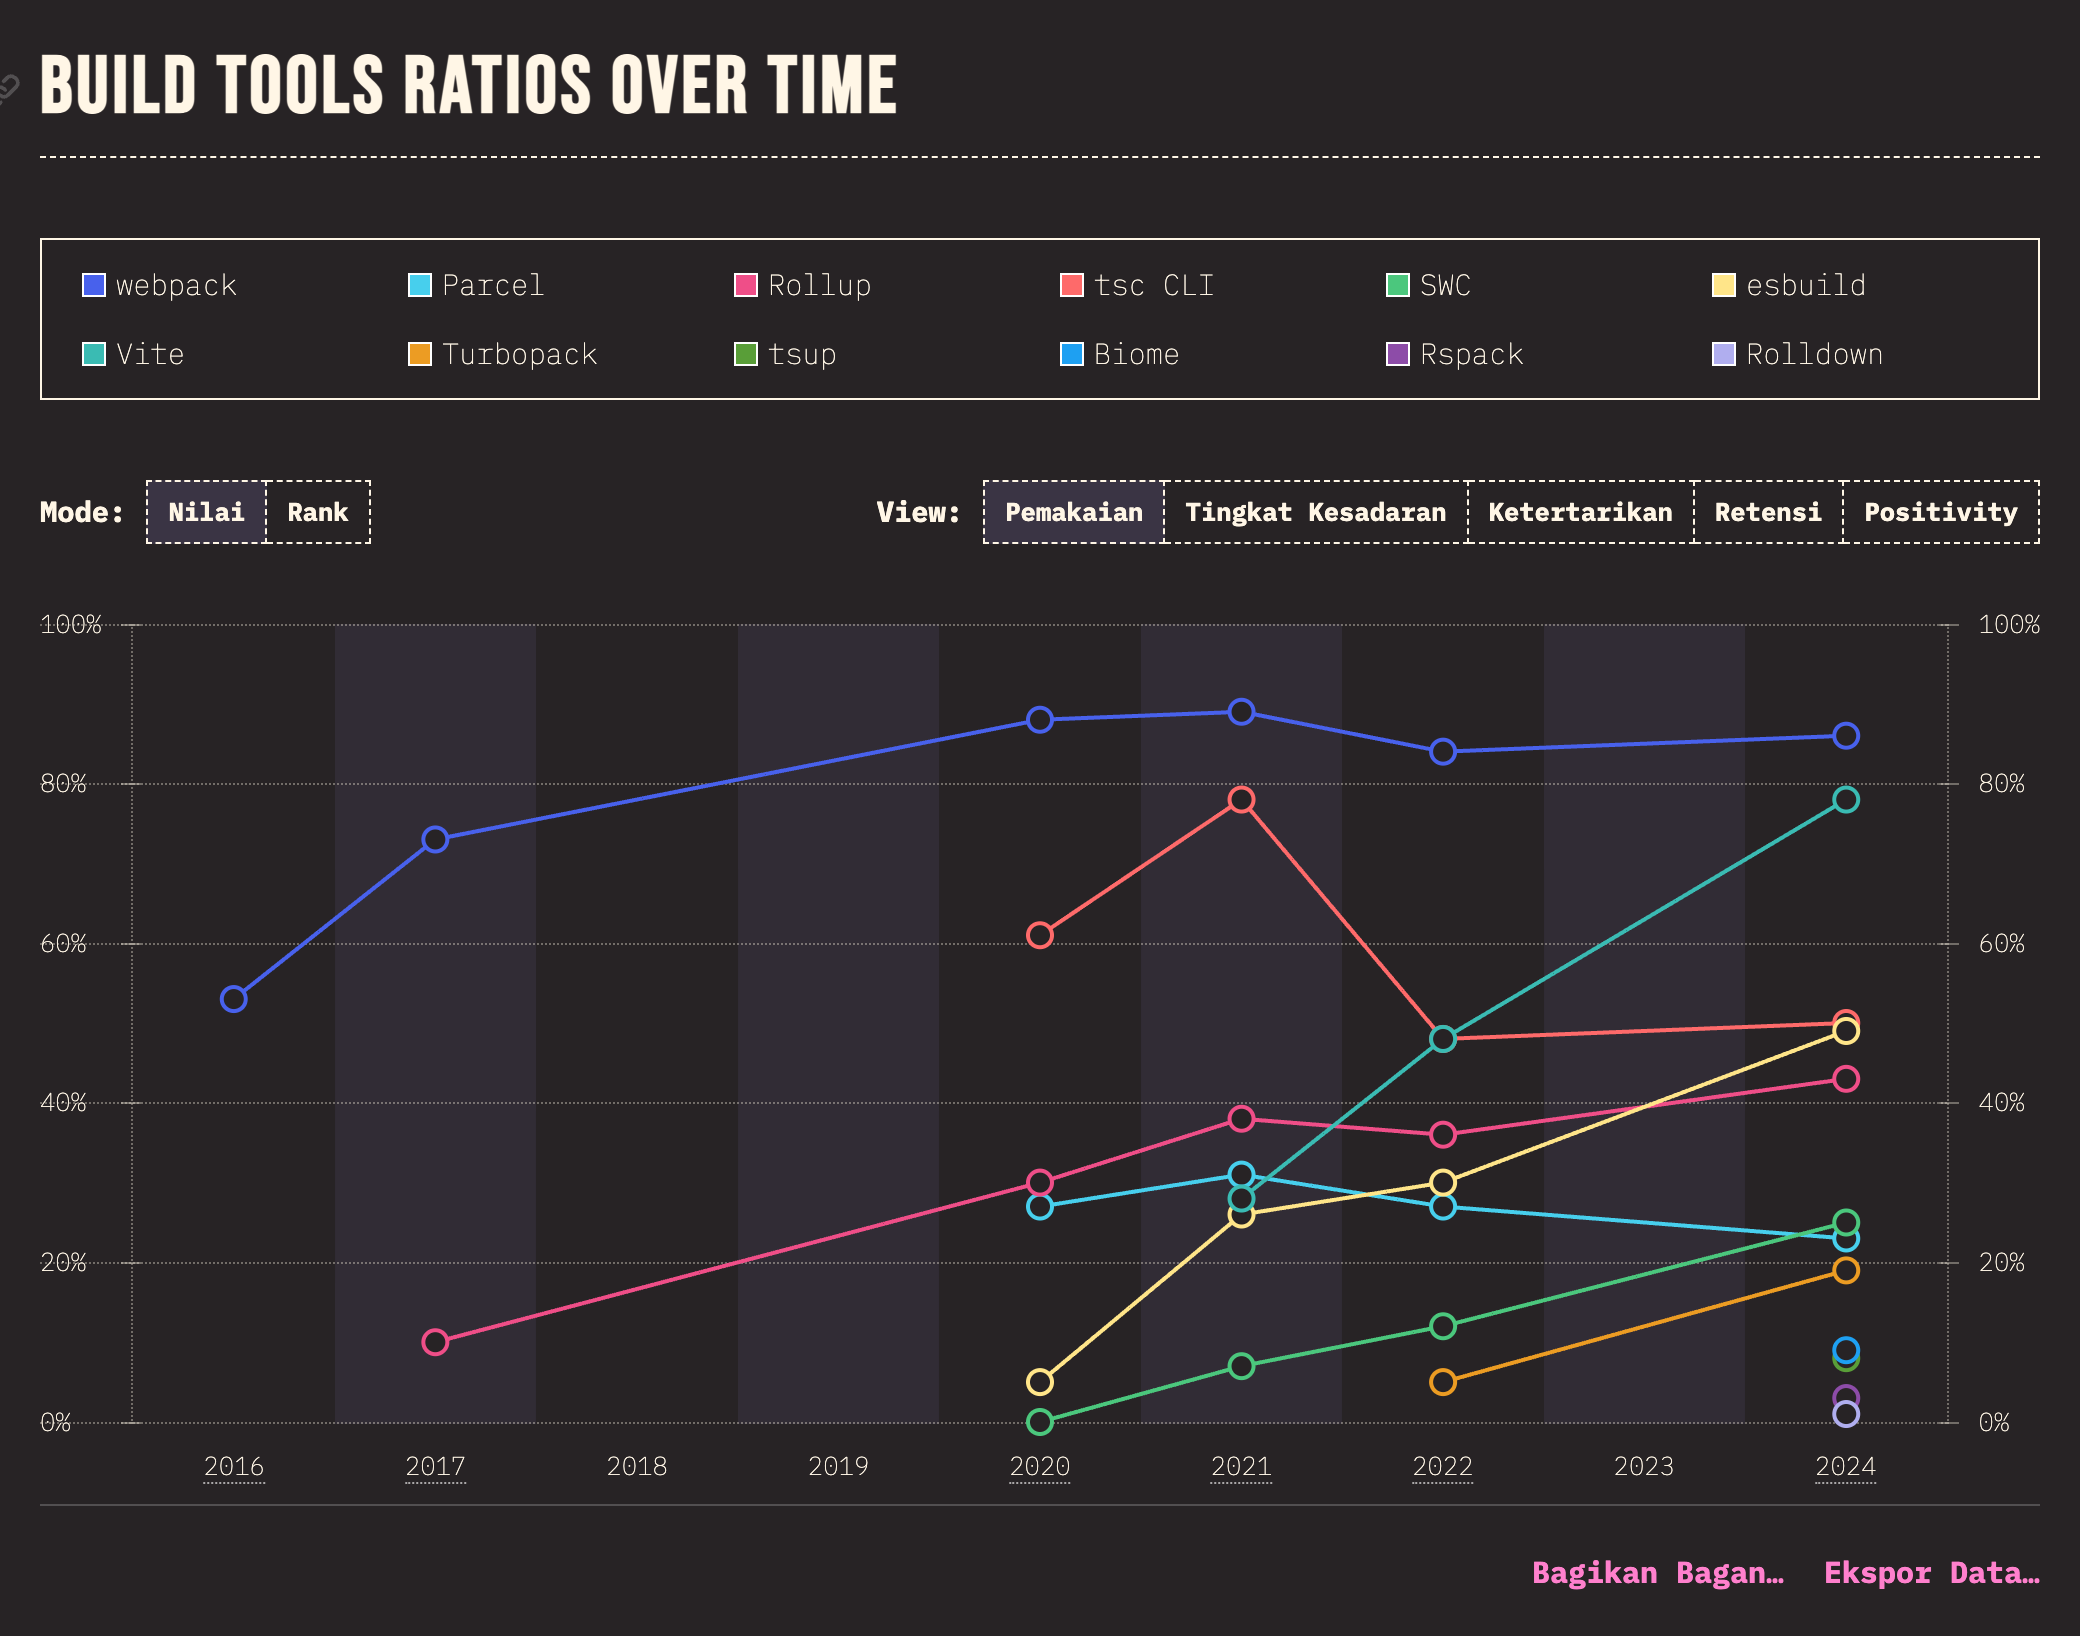 BUILD TOOLS RATIOS OVER TIME
webpack Parcel Rollup tsc CLI SWC esbuild
Vite Turbopack tsup Biome Rspack Rolldown
Mode: Nilai Rank View: Pemakaian Tingkat Kesadaran Ketertarikan Retensi Positivity
100% 100%
80% 80%
60% 60%
40% 40%
20% 20%
0% 0%
2016 2017 2018 2019 2020 2021 2022 2023 2024
Bagikan Bagan… Ekspor Data…